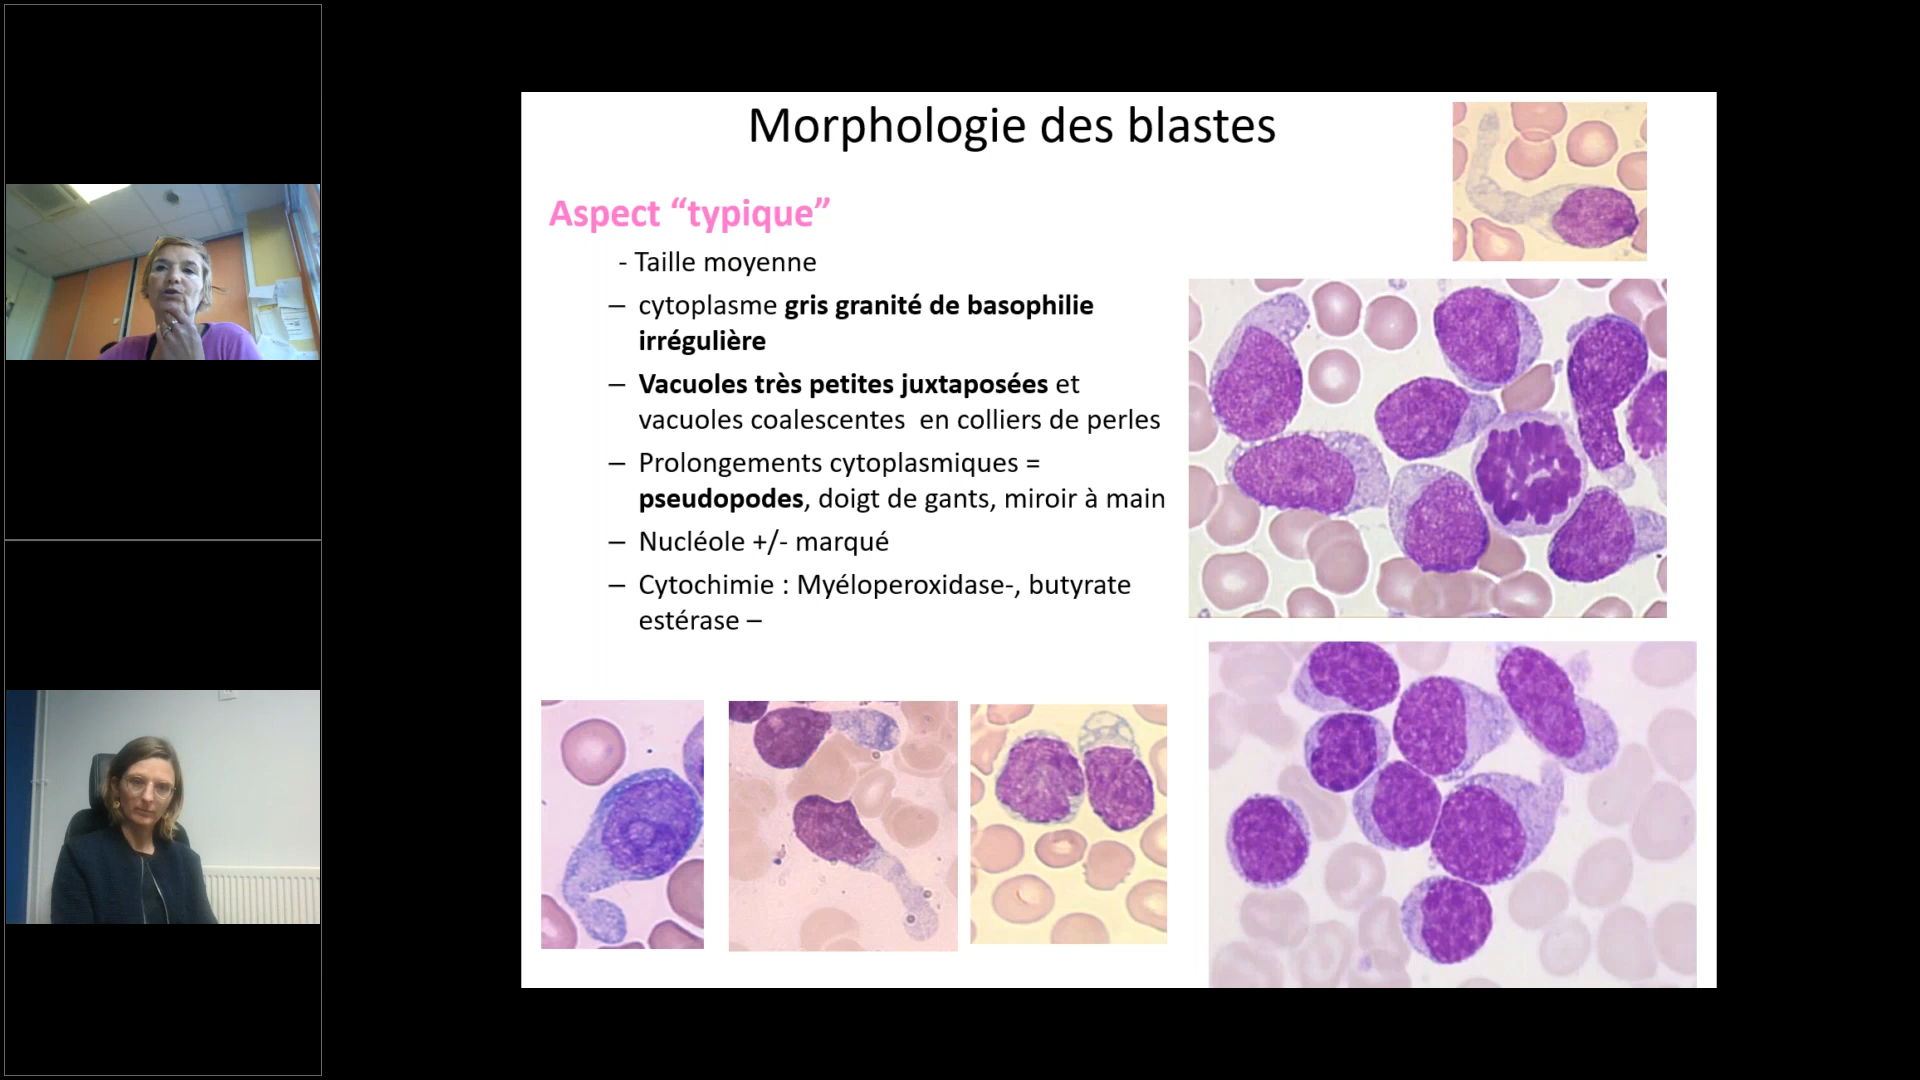 Morphologie des blastes
Aspect “typique”
- Taille moyenne
– cytoplasme gris granité de basophilie
irrégulière
– Vacuoles très petites juxtaposées et
vacuoles coalescentes en colliers de perles
– Prolongements cytoplasmiques =
pseudopodes, doigt de gants, miroir à main
– Nucléole +/- marqué
– Cytochimie : Myéloperoxidase-, butyrate
estérase –